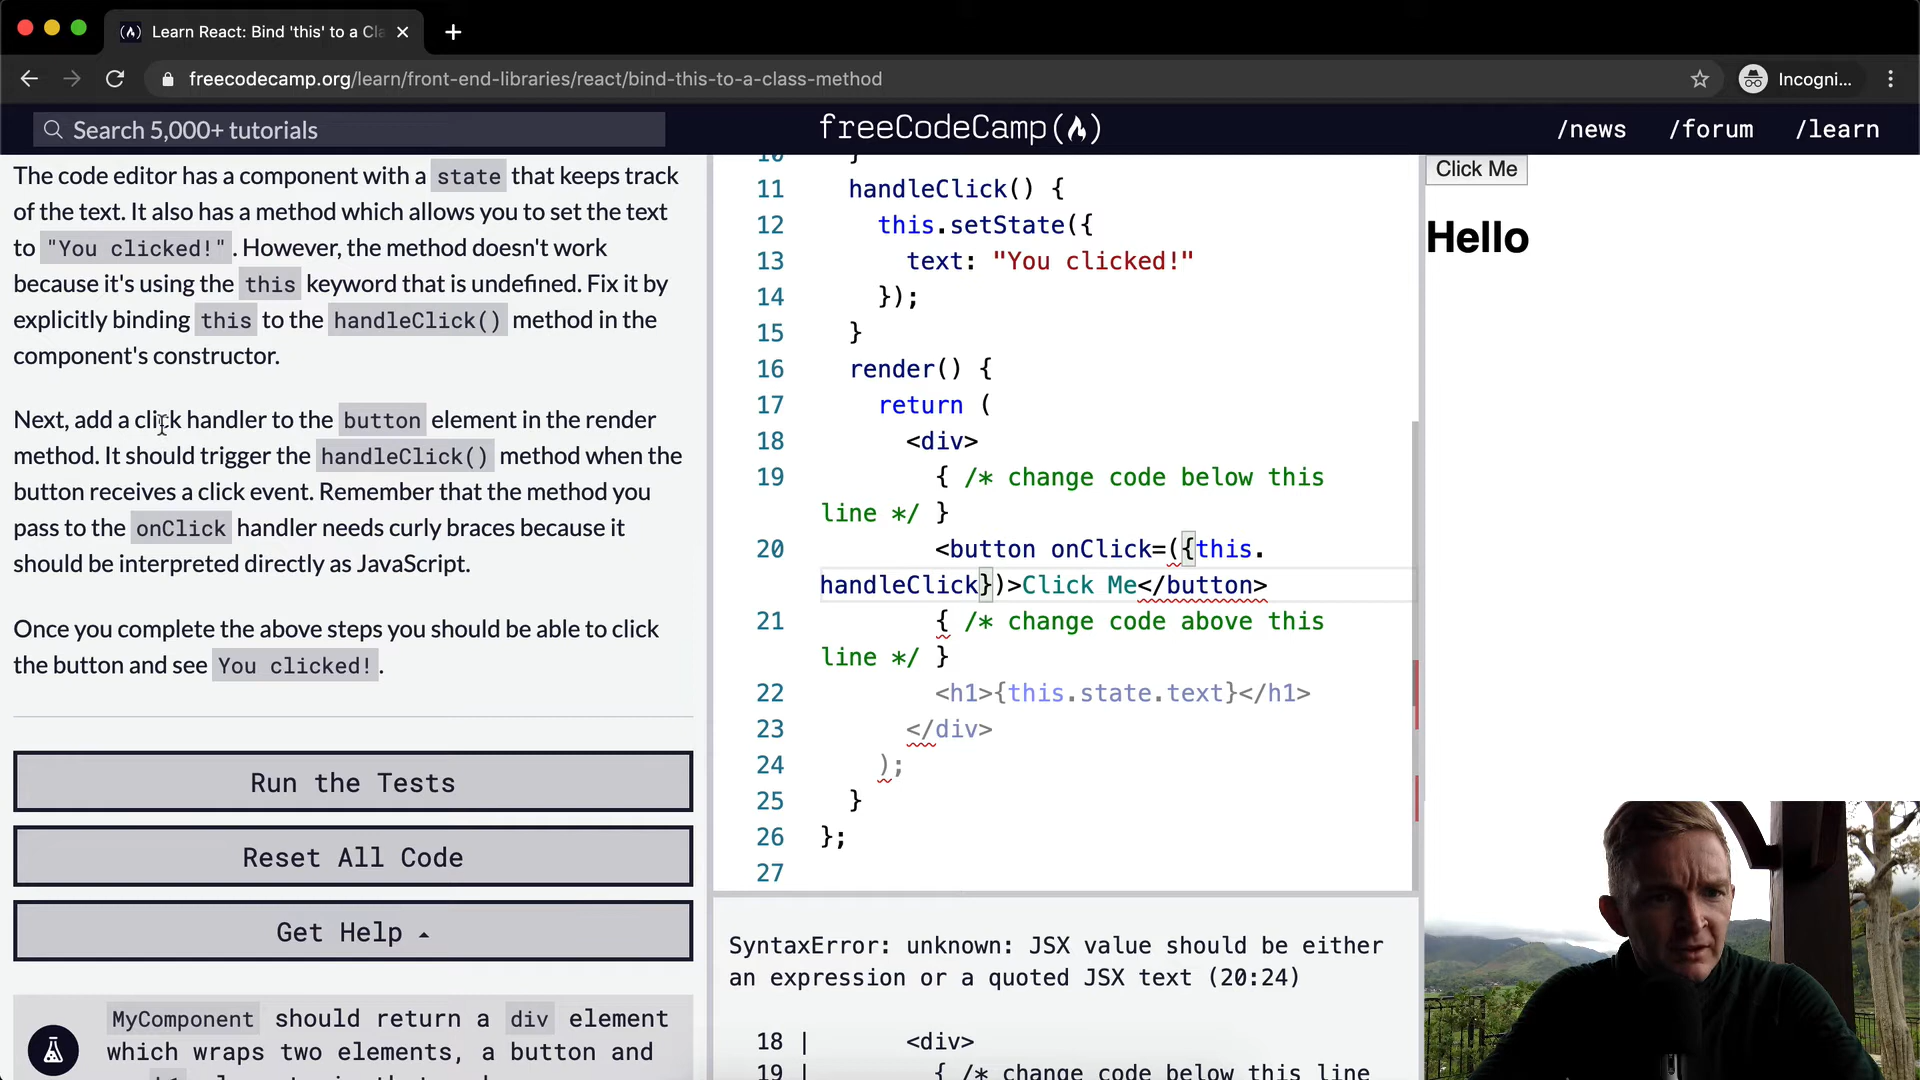 Learn React: Bind 'this' to a Cla
freecodecamp.org/learn/front-end-libraries/react/bind-this-to-a-class-method
Incogni...
Search 5,000+ tutorials
freeCodeCamp
/news /forum /learn
The code editor has a component with a state that keeps track
of the text. It also has a method which allows you to set the text
to "You clicked!". However, the method doesn't work
because it's using the this keyword that is undefined. Fix it by
explicitly binding this to the handleClick() method in the
component's constructor.
Next, add a click handler to the button element in the render
method. It should trigger the handleClick() method when the
button receives a click event. Remember that the method you
pass to the onClick handler needs curly braces because it
should be interpreted directly as JavaScript.
Once you complete the above steps you should be able to click
the button and see You clicked!.
Run the Tests
Reset All Code
Get Help
MyComponent should return a div element
which wraps two elements, a button and
10 }
11 handleClick() {
12 this.setState({
13 text: "You clicked!"
14 });
15 }
16 render() {
17 return (
18 <div>
19 { /* change code below this
line */ }
20 <button onClick=({this.
handleClick})>Click Me</button>
21 { /* change code above this
line */ }
22 <h1>{this.state.text}</h1>
23 </div>
24 );
25 }
26 };
27
SyntaxError: unknown: JSX value should be either
an expression or a quoted JSX text (20:24)
18 | <div>
19 | { /* change code below this line
Click Me
Hello